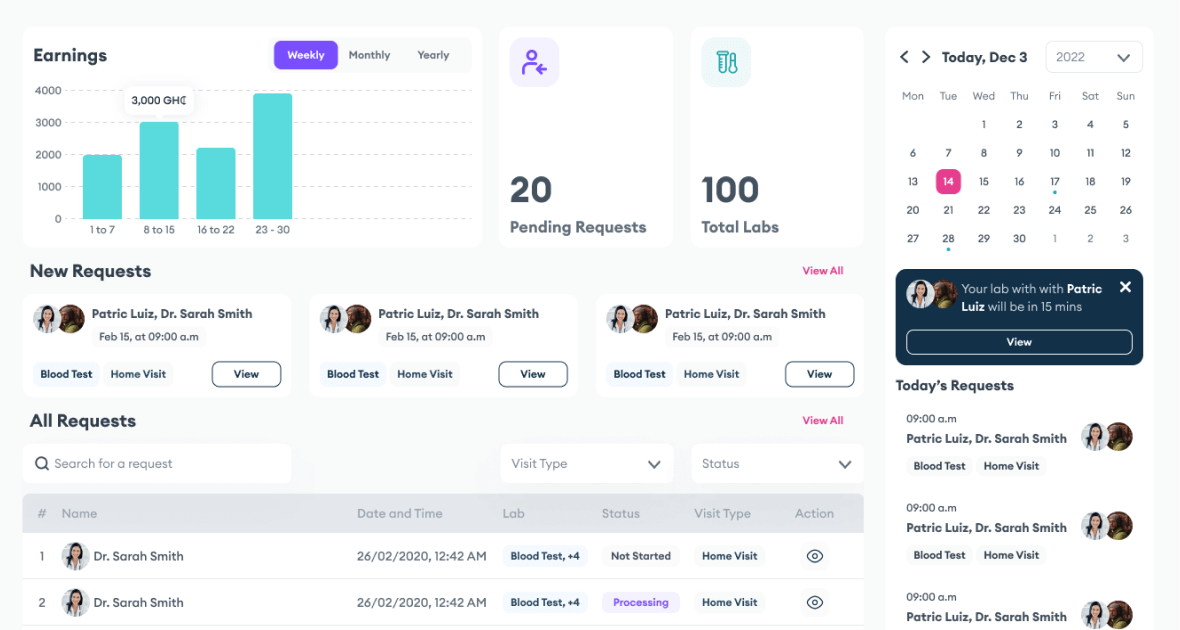 Earnings
Weekly Monthly Yearly
4000
3000
2000
1000
0
3,000 GH₵
1 to 7 8 to 15 16 to 22 23 - 30
20
Pending Requests
100
Total Labs
New Requests
View All
Patric Luiz, Dr. Sarah Smith
Feb 15, at 09:00 a.m
Blood Test Home Visit View
Patric Luiz, Dr. Sarah Smith
Feb 15, at 09:00 a.m
Blood Test Home Visit View
Patric Luiz, Dr. Sarah Smith
Feb 15, at 09:00 a.m
Blood Test Home Visit View
All Requests
View All
Search for a request
Visit Type
Status
# Name Date and Time Lab Status Visit Type Action
1 Dr. Sarah Smith 26/02/2020, 12:42 AM Blood Test, +4 Not Started Home Visit
2 Dr. Sarah Smith 26/02/2020, 12:42 AM Blood Test, +4 Processing Home Visit
Today, Dec 3 2022
Mon Tue Wed Thu Fri Sat Sun
1 2 3 4 5
6 7 8 9 10 11 12
13 14 15 16 17 18 19
20 21 22 23 24 25 26
27 28 29 30 1 2 3
Your lab with with Patric
Luiz will be in 15 mins
View
Today’s Requests
09:00 a.m
Patric Luiz, Dr. Sarah Smith
Blood Test Home Visit
09:00 a.m
Patric Luiz, Dr. Sarah Smith
Blood Test Home Visit
09:00 a.m
Patric Luiz, Dr. Sarah Smith